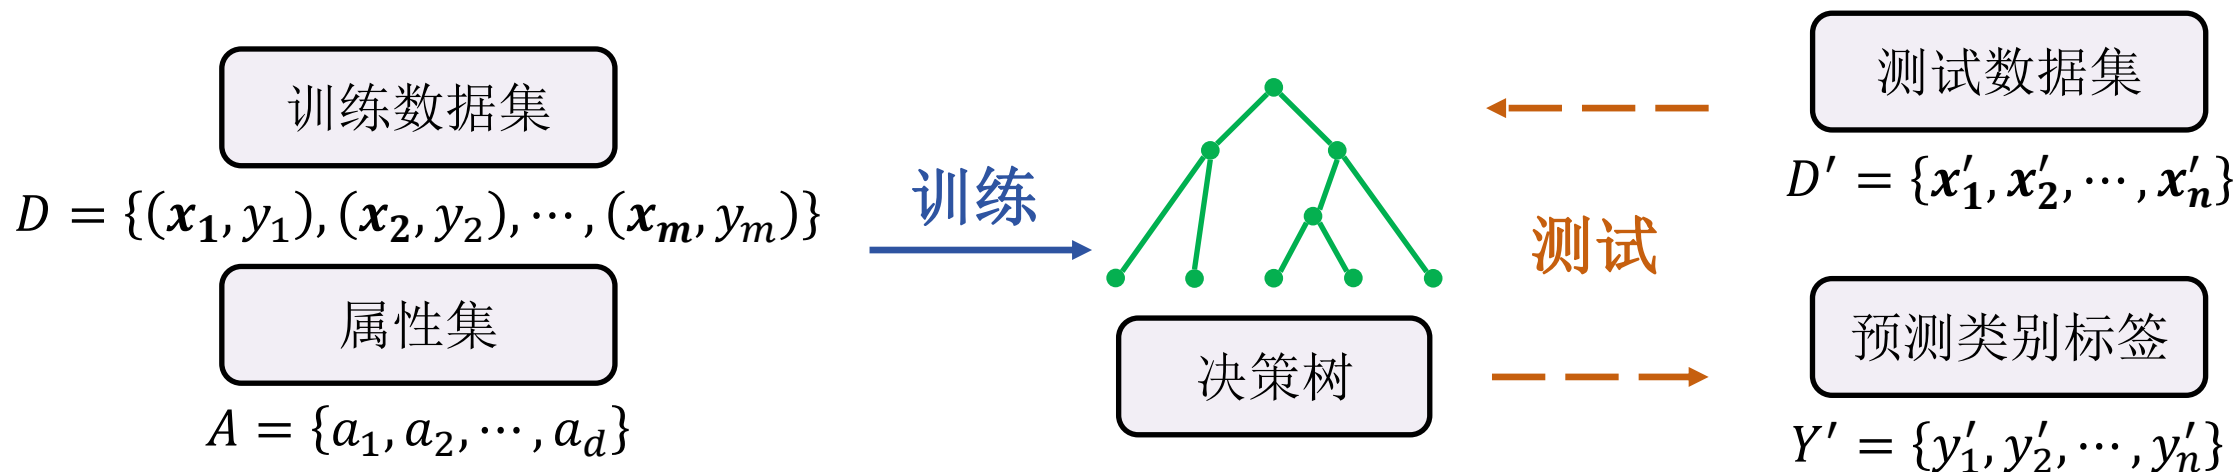 训练数据集
D = {(x₁, y₁), (x₂, y₂), ⋯ , (xₘ, yₘ)}
属性集
A = {a₁, a₂, ⋯ , a_d}
训练
决策树
测试
测试数据集
D′ = {x′₁, x′₂, ⋯ , x′ₙ}
预测类别标签
Y′ = {y′₁, y′₂, ⋯ , y′ₙ}